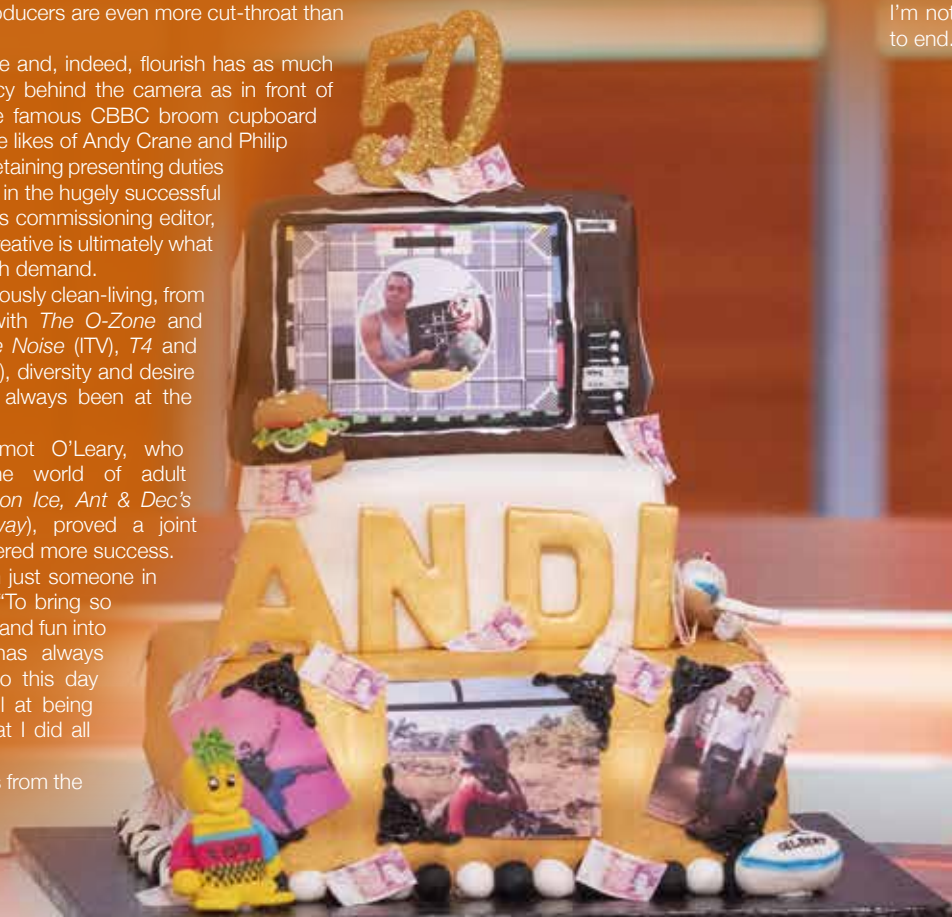 oducers are even more cut-throat than
e and, indeed, flourish has as much
cy behind the camera as in front of
e famous CBBC broom cupboard
e likes of Andy Crane and Philip
etaining presenting duties
in the hugely successful
s commissioning editor,
reative is ultimately what
h demand.
ously clean-living, from
with The O-Zone and
e Noise (ITV), T4 and
), diversity and desire
always been at the
mot O’Leary, who
ne world of adult
on Ice, Ant & Dec’s
vay), proved a joint
ered more success.
just someone in
“To bring so
and fun into
nas always
o this day
l at being
at I did all
s from the
I’m not
to end.
50
ANDI
GILBERT